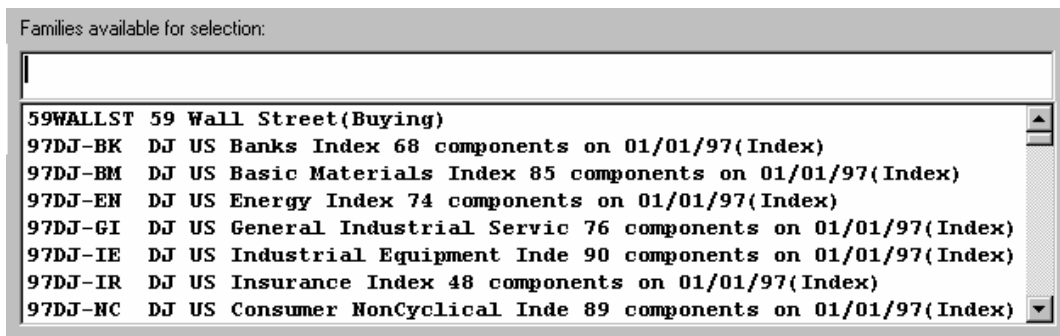 Families available for selection:
59WALLST 59 Wall Street(Buying)
97DJ-BK DJ US Banks Index 68 components on 01/01/97(Index)
97DJ-BM DJ US Basic Materials Index 85 components on 01/01/97(Index)
97DJ-EN DJ US Energy Index 74 components on 01/01/97(Index)
97DJ-GI DJ US General Industrial Servic 76 components on 01/01/97(Index)
97DJ-IE DJ US Industrial Equipment Inde 90 components on 01/01/97(Index)
97DJ-IR DJ US Insurance Index 48 components on 01/01/97(Index)
97DJ-NC DJ US Consumer NonCyclical Inde 89 components on 01/01/97(Index)